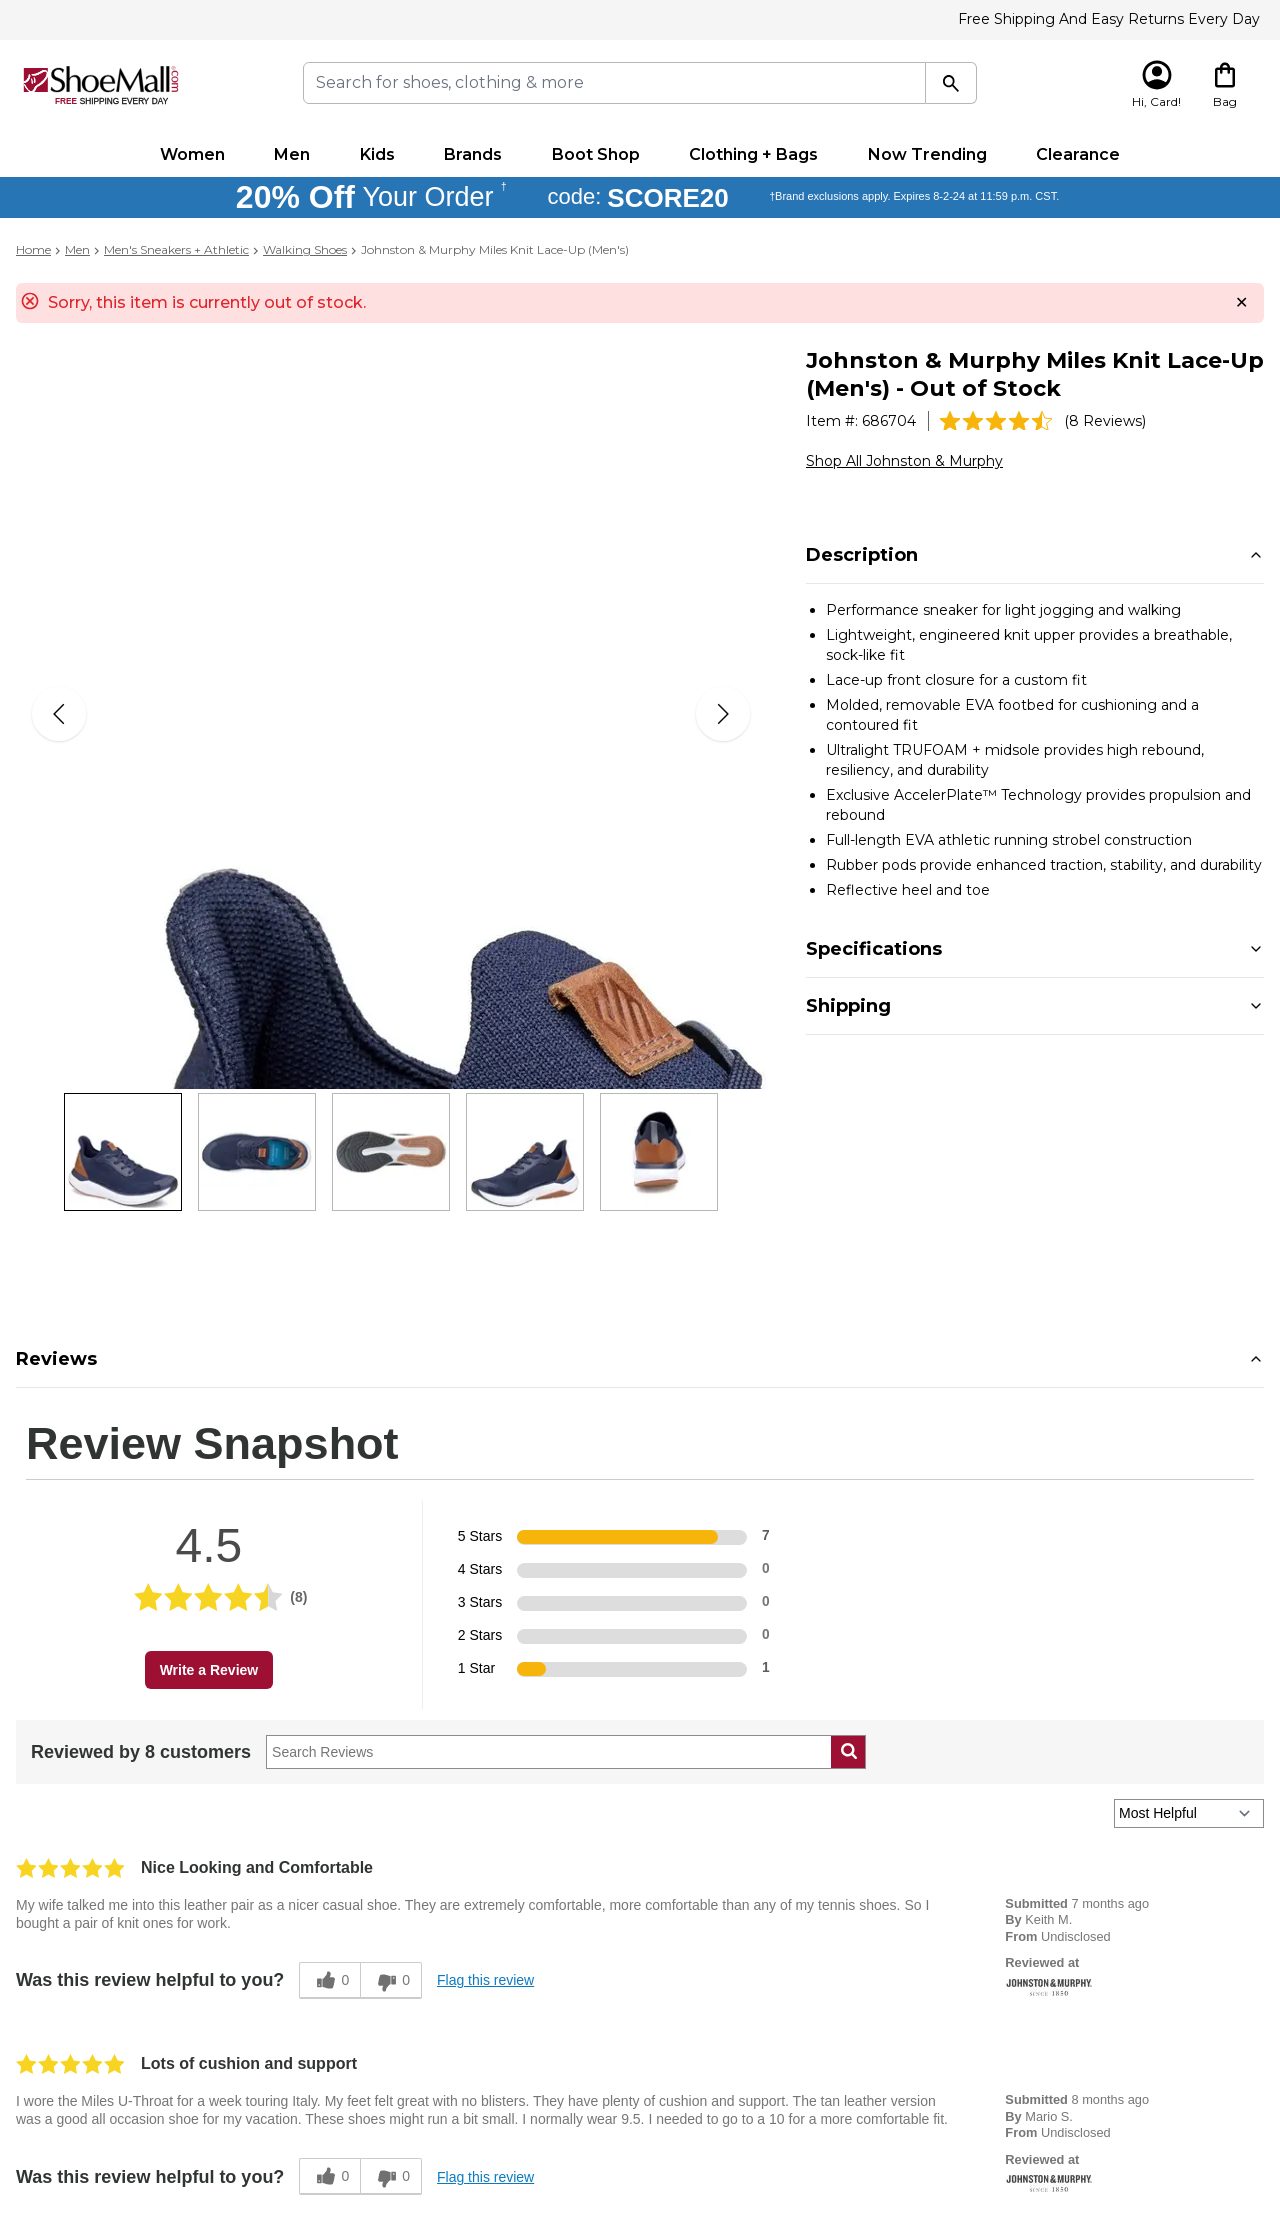 Free Shipping And Easy Returns Every Day
ShoeMall.com
FREE SHIPPING EVERY DAY
Search for shoes, clothing & more
Hi, Card!
Bag
Women Men Kids Brands Boot Shop Clothing + Bags Now Trending Clearance
20% Off Your Order † code: SCORE20 †Brand exclusions apply. Expires 8-2-24 at 11:59 p.m. CST.
Home > Men > Men's Sneakers + Athletic > Walking Shoes > Johnston & Murphy Miles Knit Lace-Up (Men's)
Sorry, this item is currently out of stock.
Johnston & Murphy Miles Knit Lace-Up
(Men's) - Out of Stock
Item #: 686704 (8 Reviews)
Shop All Johnston & Murphy
Description
• Performance sneaker for light jogging and walking
• Lightweight, engineered knit upper provides a breathable,
sock-like fit
• Lace-up front closure for a custom fit
• Molded, removable EVA footbed for cushioning and a
contoured fit
• Ultralight TRUFOAM + midsole provides high rebound,
resiliency, and durability
• Exclusive AccelerPlate™ Technology provides propulsion and
rebound
• Full-length EVA athletic running strobel construction
• Rubber pods provide enhanced traction, stability, and durability
• Reflective heel and toe
Specifications
Shipping
Reviews
Review Snapshot
4.5
(8)
Write a Review
5 Stars 7
4 Stars 0
3 Stars 0
2 Stars 0
1 Star 1
Reviewed by 8 customers
Search Reviews
Most Helpful
Nice Looking and Comfortable
My wife talked me into this leather pair as a nicer casual shoe. They are extremely comfortable, more comfortable than any of my tennis shoes. So I
bought a pair of knit ones for work.
Submitted 7 months ago
By Keith M.
From Undisclosed
Reviewed at
JOHNSTON & MURPHY.
SINCE 1850
Was this review helpful to you? 0 0 Flag this review
Lots of cushion and support
I wore the Miles U-Throat for a week touring Italy. My feet felt great with no blisters. They have plenty of cushion and support. The tan leather version
was a good all occasion shoe for my vacation. These shoes might run a bit small. I normally wear 9.5. I needed to go to a 10 for a more comfortable fit.
Submitted 8 months ago
By Mario S.
From Undisclosed
Reviewed at
JOHNSTON & MURPHY.
SINCE 1850
Was this review helpful to you? 0 0 Flag this review